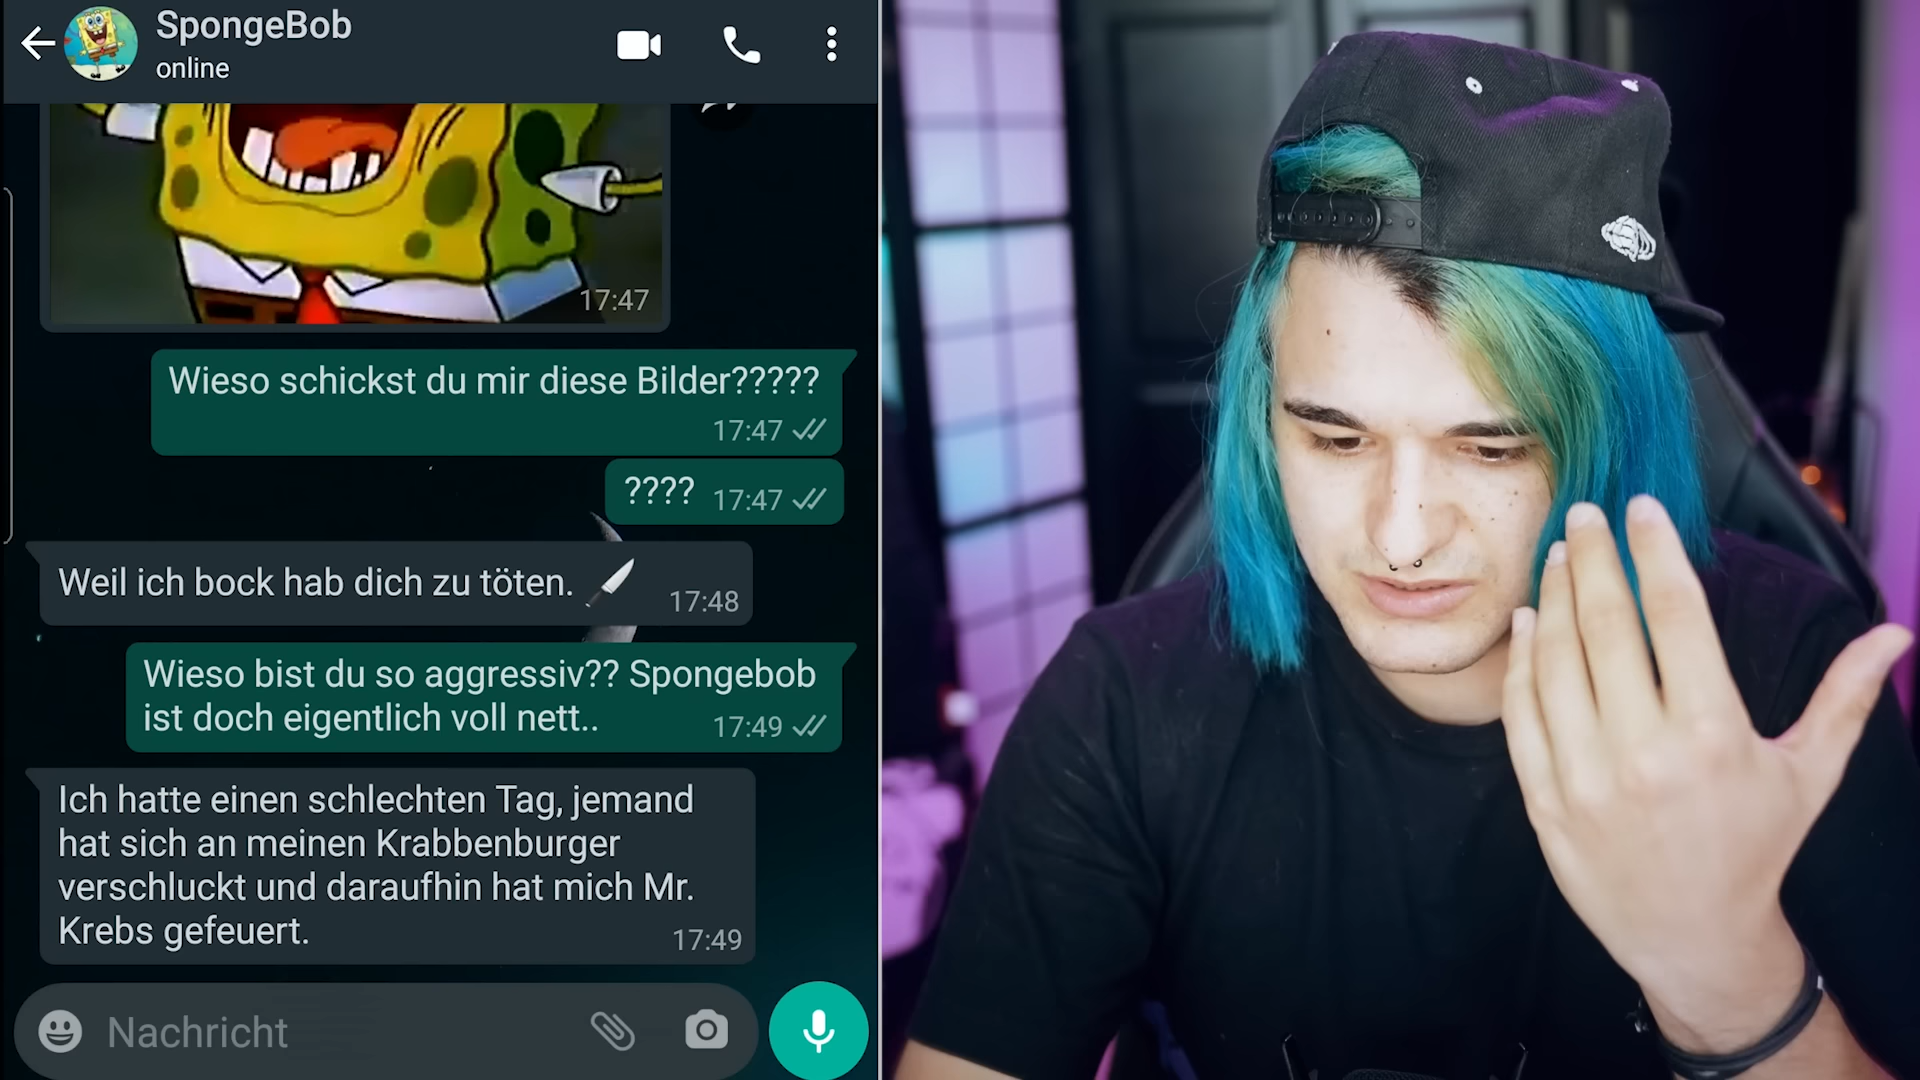 SpongeBob
online
17:47
Wieso schickst du mir diese Bilder?????
17:47
???? 17:47
Weil ich bock hab dich zu töten. 🔪
17:48
Wieso bist du so aggressiv?? Spongebob
ist doch eigentlich voll nett..
17:49
Ich hatte einen schlechten Tag, jemand
hat sich an meinen Krabbenburger
verschluckt und daraufhin hat mich Mr.
Krebs gefeuert.
17:49
Nachricht